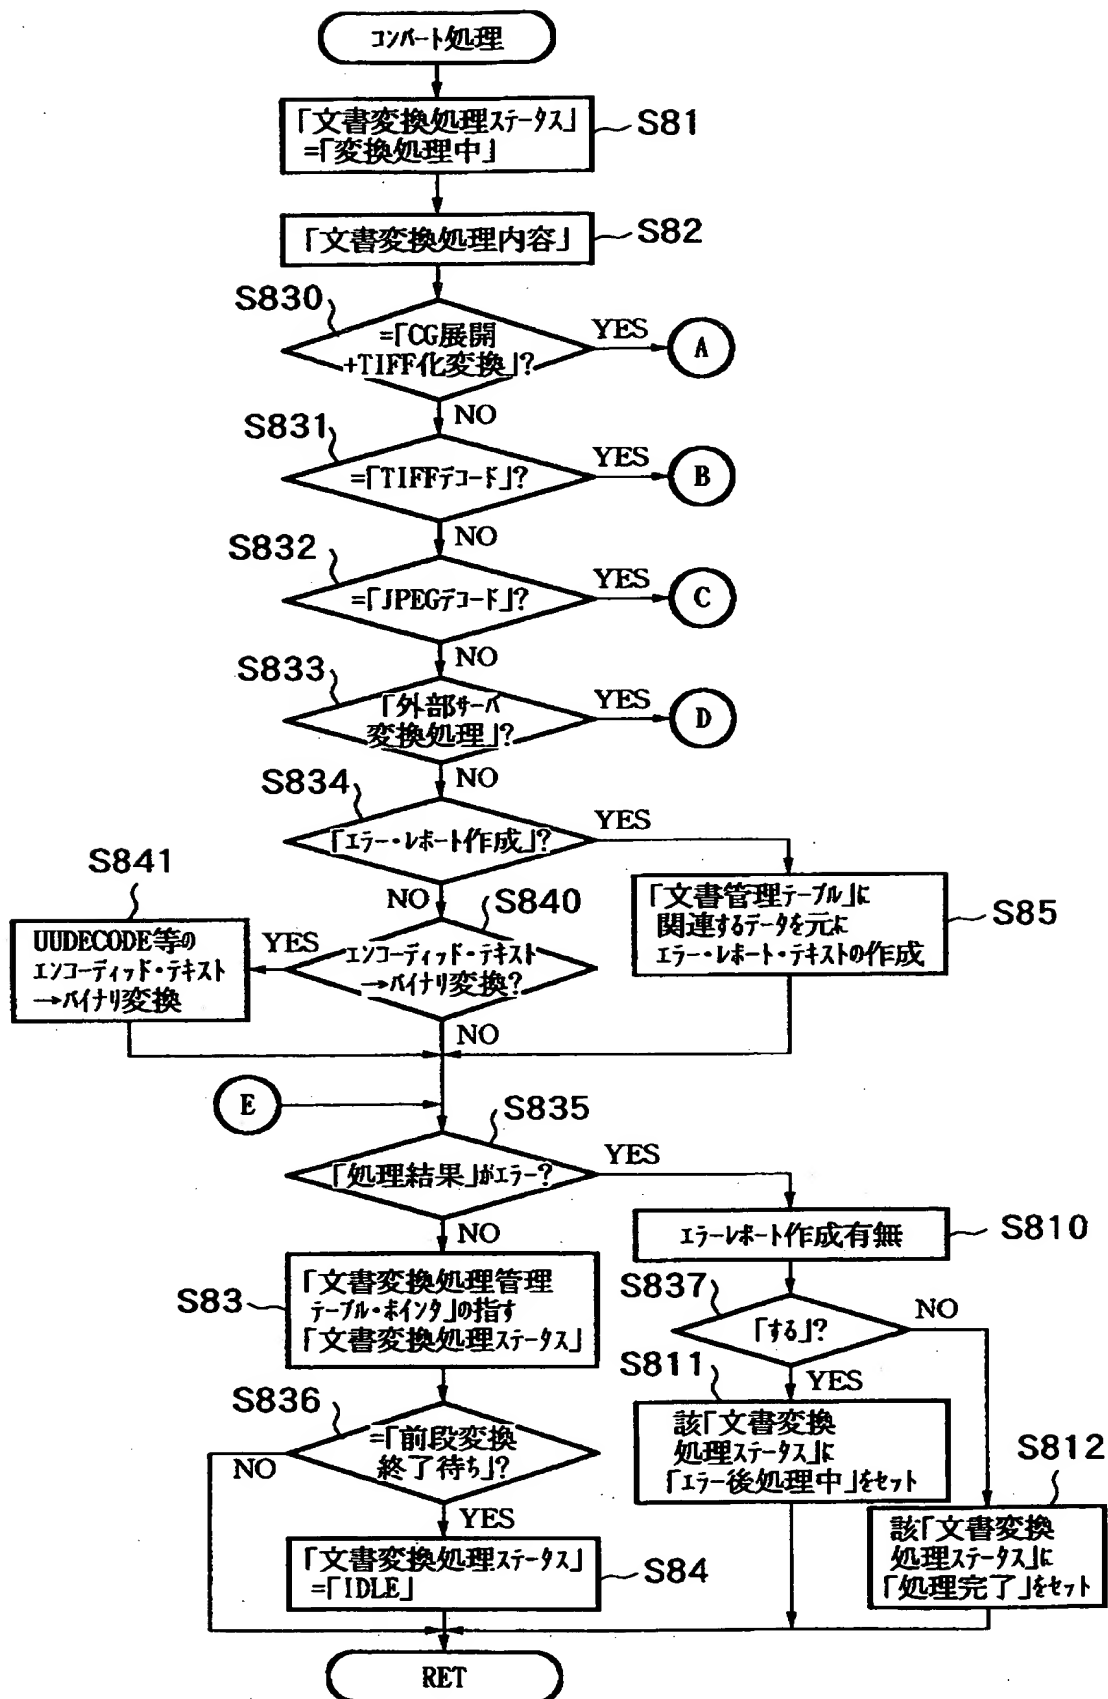 コンバート処理
「文書変換処理ステータス」
=「変換処理中」
S81
「文書変換処理内容」
S82
S830
=「CG展開
+TIFF化変換」?
YES
A
NO
S831
=「TIFFデコード」?
YES
B
NO
S832
=「JPEGデコード」?
YES
C
NO
S833
「外部サーバ
変換処理」?
YES
D
NO
S834
「エラー・レポート作成」?
YES
NO
S841
UUDECODE等の
エンコーディッド・テキスト
→バイナリ変換
YES
S840
エンコーディッド・テキスト
→バイナリ変換?
NO
「文書管理テーブル」に
関連するデータを元に
エラー・レポート・テキストの作成
S85
E
S835
「処理結果」がエラー?
YES
NO
エラーレポート作成有無
S810
S83
「文書変換処理管理
テーブル・ポインタ」の指す
「文書変換処理ステータス」
S837
「する」?
NO
YES
S811
該「文書変換
処理ステータス」に
「エラー後処理中」をセット
S836
=「前段変換
終了待ち」?
NO
YES
S812
該「文書変換
処理ステータス」に
「処理完了」をセット
「文書変換処理ステータス」
=「IDLE」
S84
RET